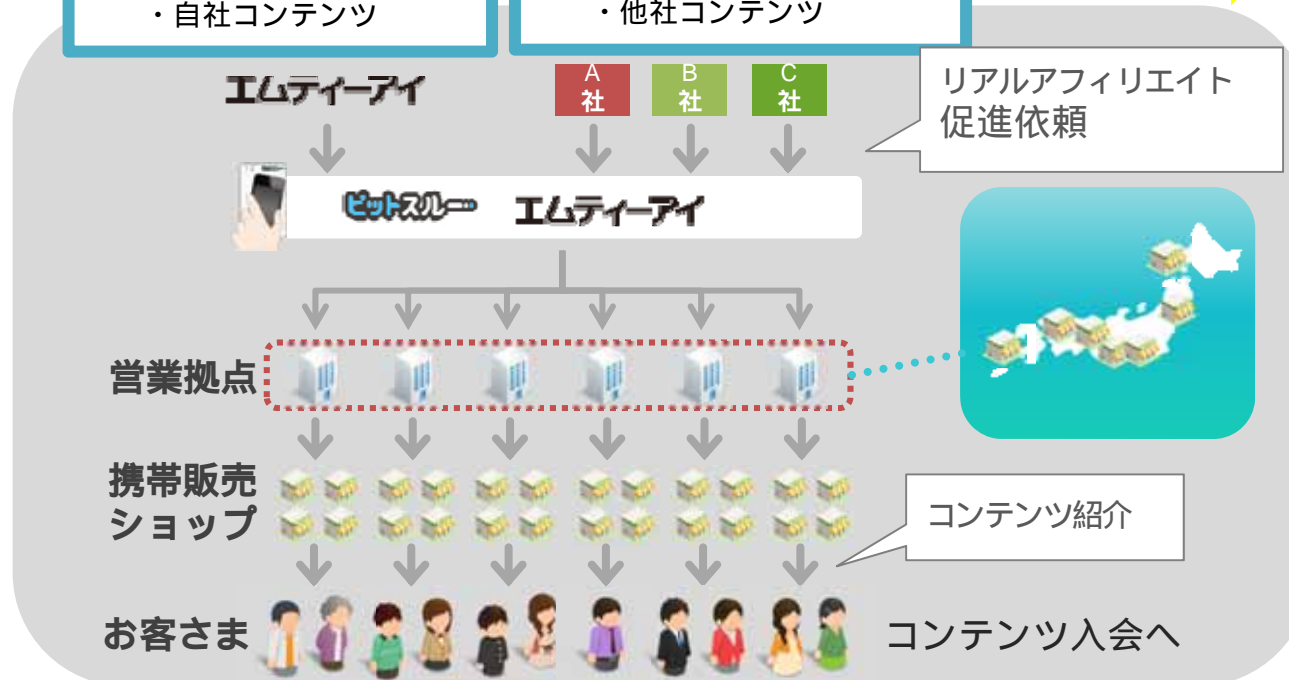 ・自社コンテンツ
・他社コンテンツ
エムティーアイ
A
社
B
社
C
社
リアルアフィリエイト
促進依頼
ピットスルー
エムティーアイ
営業拠点
携帯販売
ショップ
コンテンツ紹介
お客さま
コンテンツ入会へ